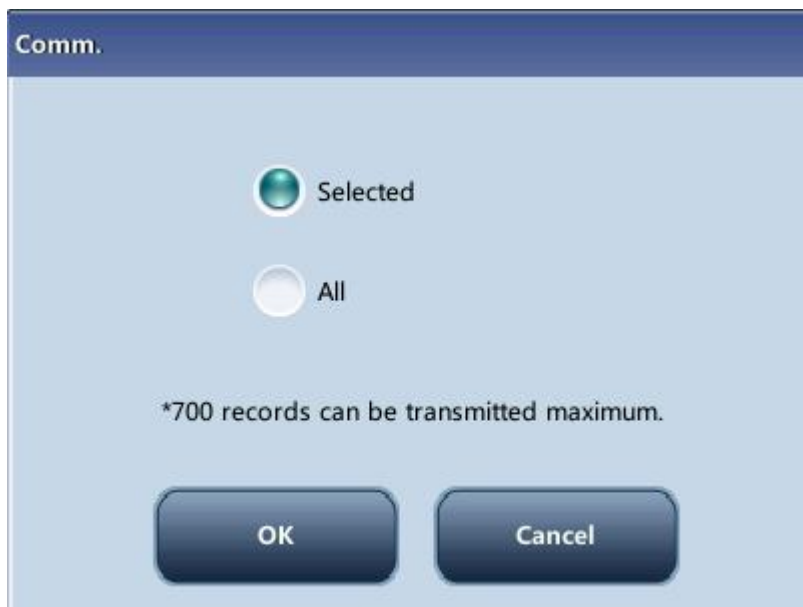 Comm.
Selected
All
*700 records can be transmitted maximum.
OK
Cancel